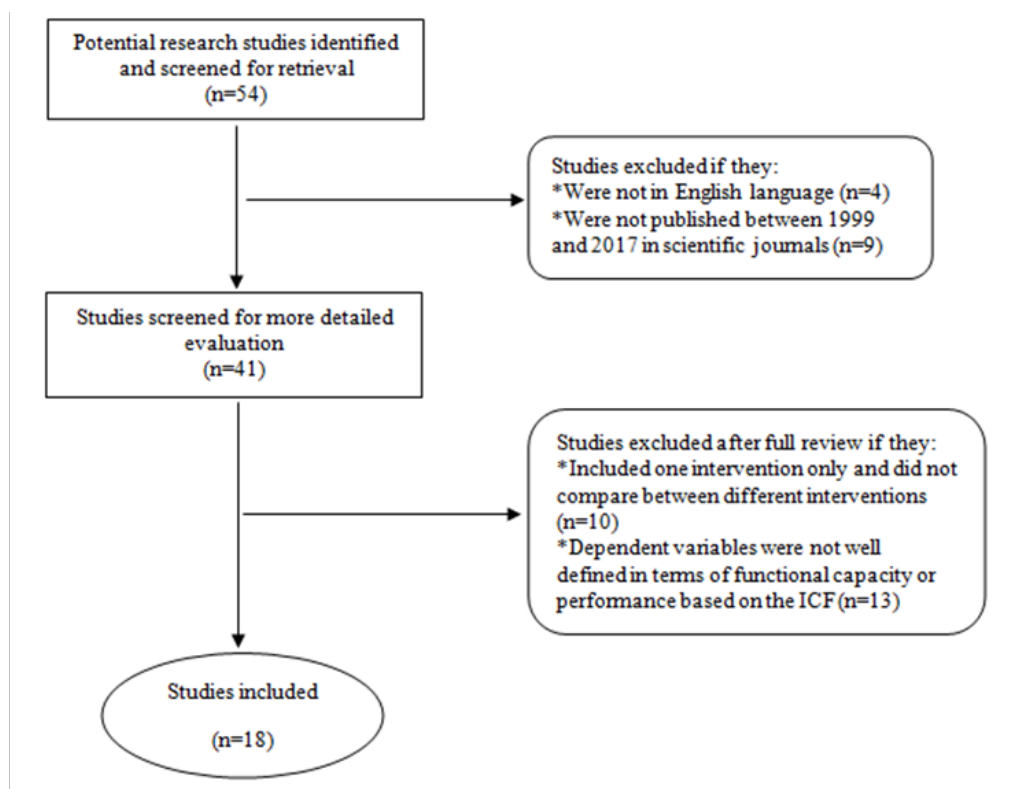 Potential research studies identified
and screened for retrieval
(n=54)
Studies excluded if they:
*Were not in English language (n=4)
*Were not published between 1999
and 2017 in scientific journals (n=9)
Studies screened for more detailed
evaluation
(n=41)
Studies excluded after full review if they:
*Included one intervention only and did not
compare between different interventions
(n=10)
*Dependent variables were not well
defined in terms of functional capacity or
performance based on the ICF (n=13)
Studies included
(n=18)